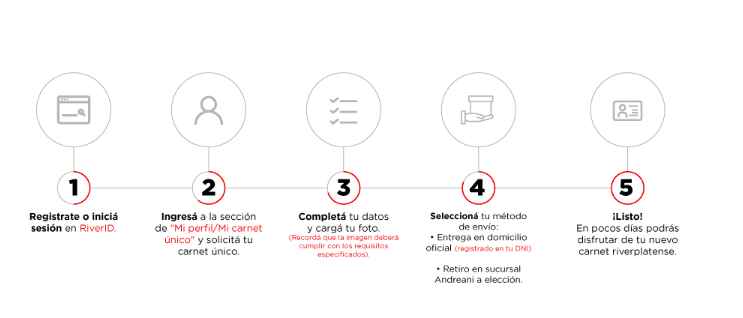 1
Registrate o iniciá
sesión en RiverID.
2
Ingresá a la sección
de "Mi perfil/Mi carnet
único" y solicitá tu
carnet único.
3
Completá tu datos
y cargá tu foto.
(Recordá que la imagen deberá
cumplir con los requisitos
especificados).
4
Seleccioná tu método
de envío:
• Entrega en domicilio
oficial (registrado en tu DNI)
• Retiro en sucursal
Andreani a elección.
5
¡Listo!
En pocos días podrás
disfrutar de tu nuevo
carnet riverplatense.